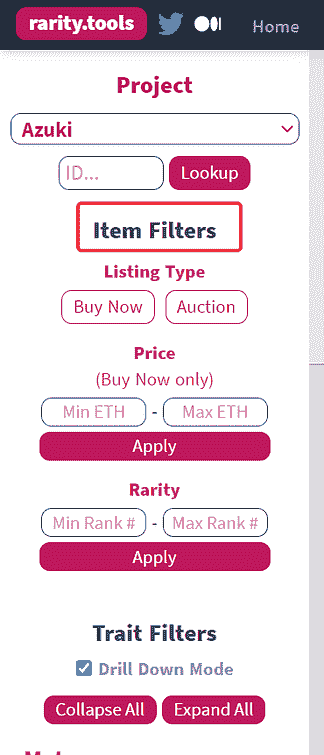 rarity.tools Home
Project
Azuki
ID... Lookup
Item Filters
Listing Type
Buy Now Auction
Price
(Buy Now only)
Min ETH - Max ETH
Apply
Rarity
Min Rank # - Max Rank #
Apply
Trait Filters
Drill Down Mode
Collapse All Expand All